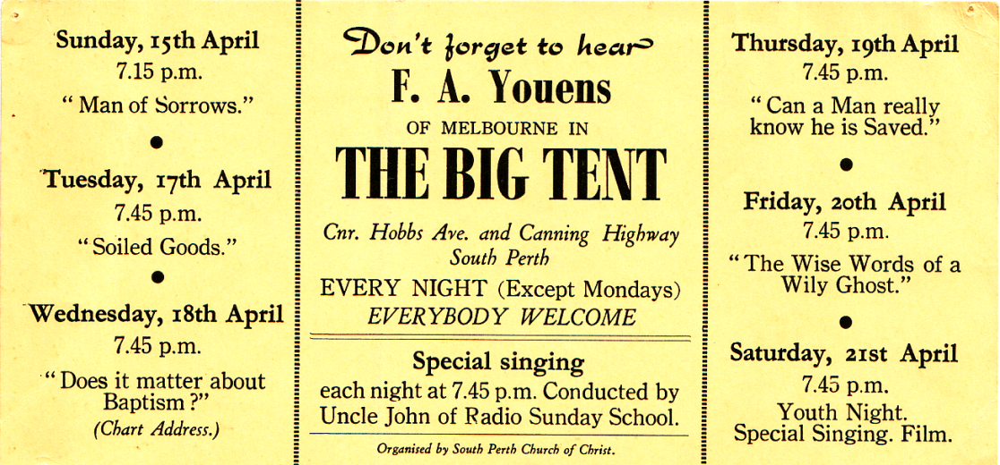 Sunday, 15th April
7.15 p.m.
“ Man of Sorrows.”
Tuesday, 17th April
7.45 p.m.
“Soiled Goods.”
Wednesday, 18th April
7.45 p.m.
“Does it matter about
Baptism ?”
(Chart Address.)
Don't forget to hear
F. A. Youens
OF MELBOURNE IN
THE BIG TENT
Cnr. Hobbs Ave. and Canning Highway
South Perth
EVERY NIGHT (Except Mondays)
EVERYBODY WELCOME
Special singing
each night at 7.45 p.m. Conducted by
Uncle John of Radio Sunday School.
Organised by South Perth Church of Christ.
Thursday, 19th April
7.45 p.m.
“ Can a Man really
know he is Saved.”
Friday, 20th April
7.45 p.m.
“ The Wise Words of a
Wily Ghost.”
Saturday, 21st April
7.45 p.m.
Youth Night.
Special Singing. Film.